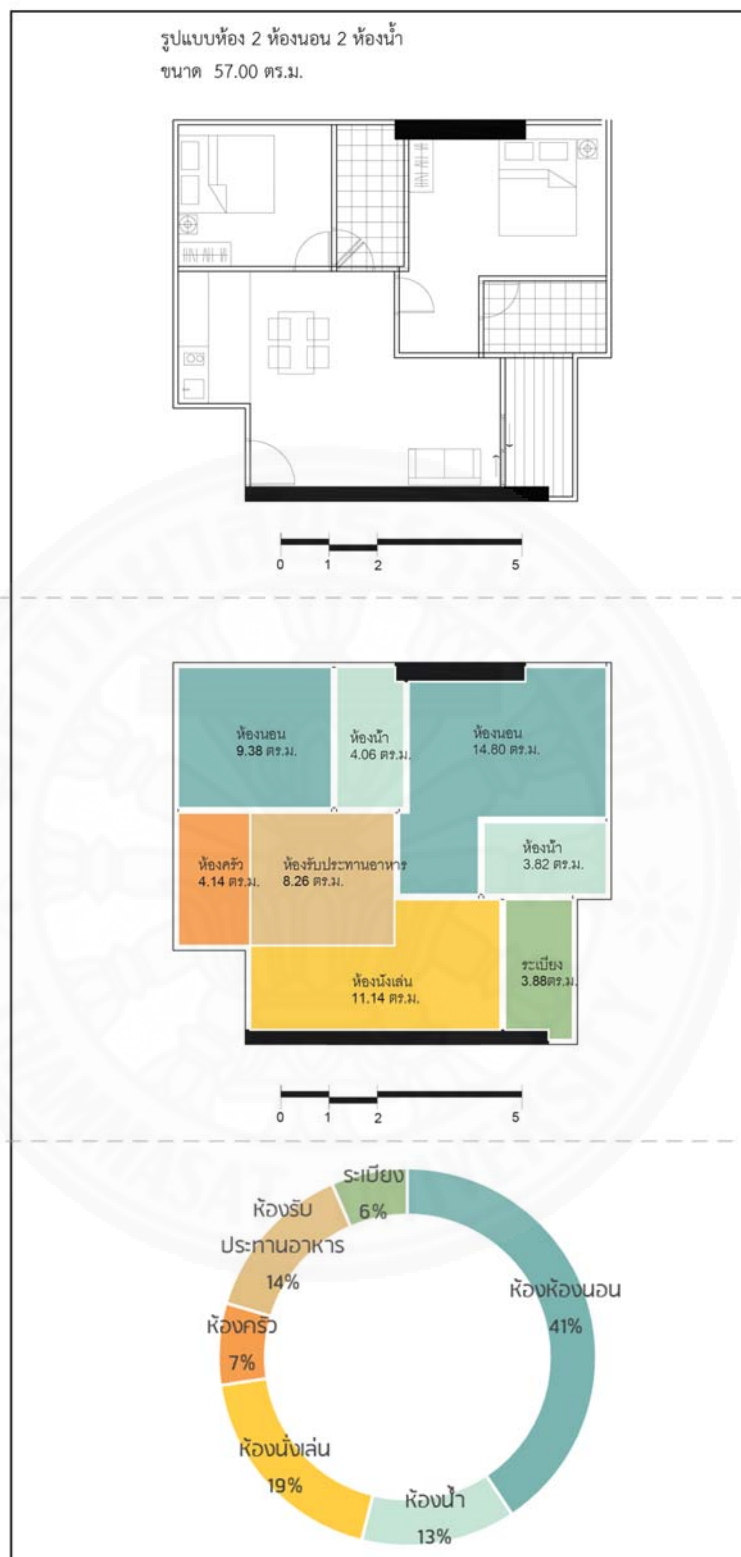 รูปแบบห้อง 2 ห้องนอน 2 ห้องน้ำ
ขนาด 57.00 ตร.ม.
0 1 2 5
ห้องนอน
9.38 ตร.ม.
ห้องน้ำ
4.06 ตร.ม.
ห้องนอน
14.80 ตร.ม.
ห้องน้ำ
3.82 ตร.ม.
ห้องครัว
4.14 ตร.ม.
ห้องรับประทานอาหาร
8.26 ตร.ม.
ห้องนั่งเล่น
11.14 ตร.ม.
ระเบียง
3.88ตร.ม.
0 1 2 5
ระเบียง
6%
ห้องรับ
ประทานอาหาร
14%
ห้องห้องนอน
41%
ห้องครัว
7%
ห้องนั่งเล่น
19%
ห้องน้ำ
13%
THAMMASAT UNIVERSITY